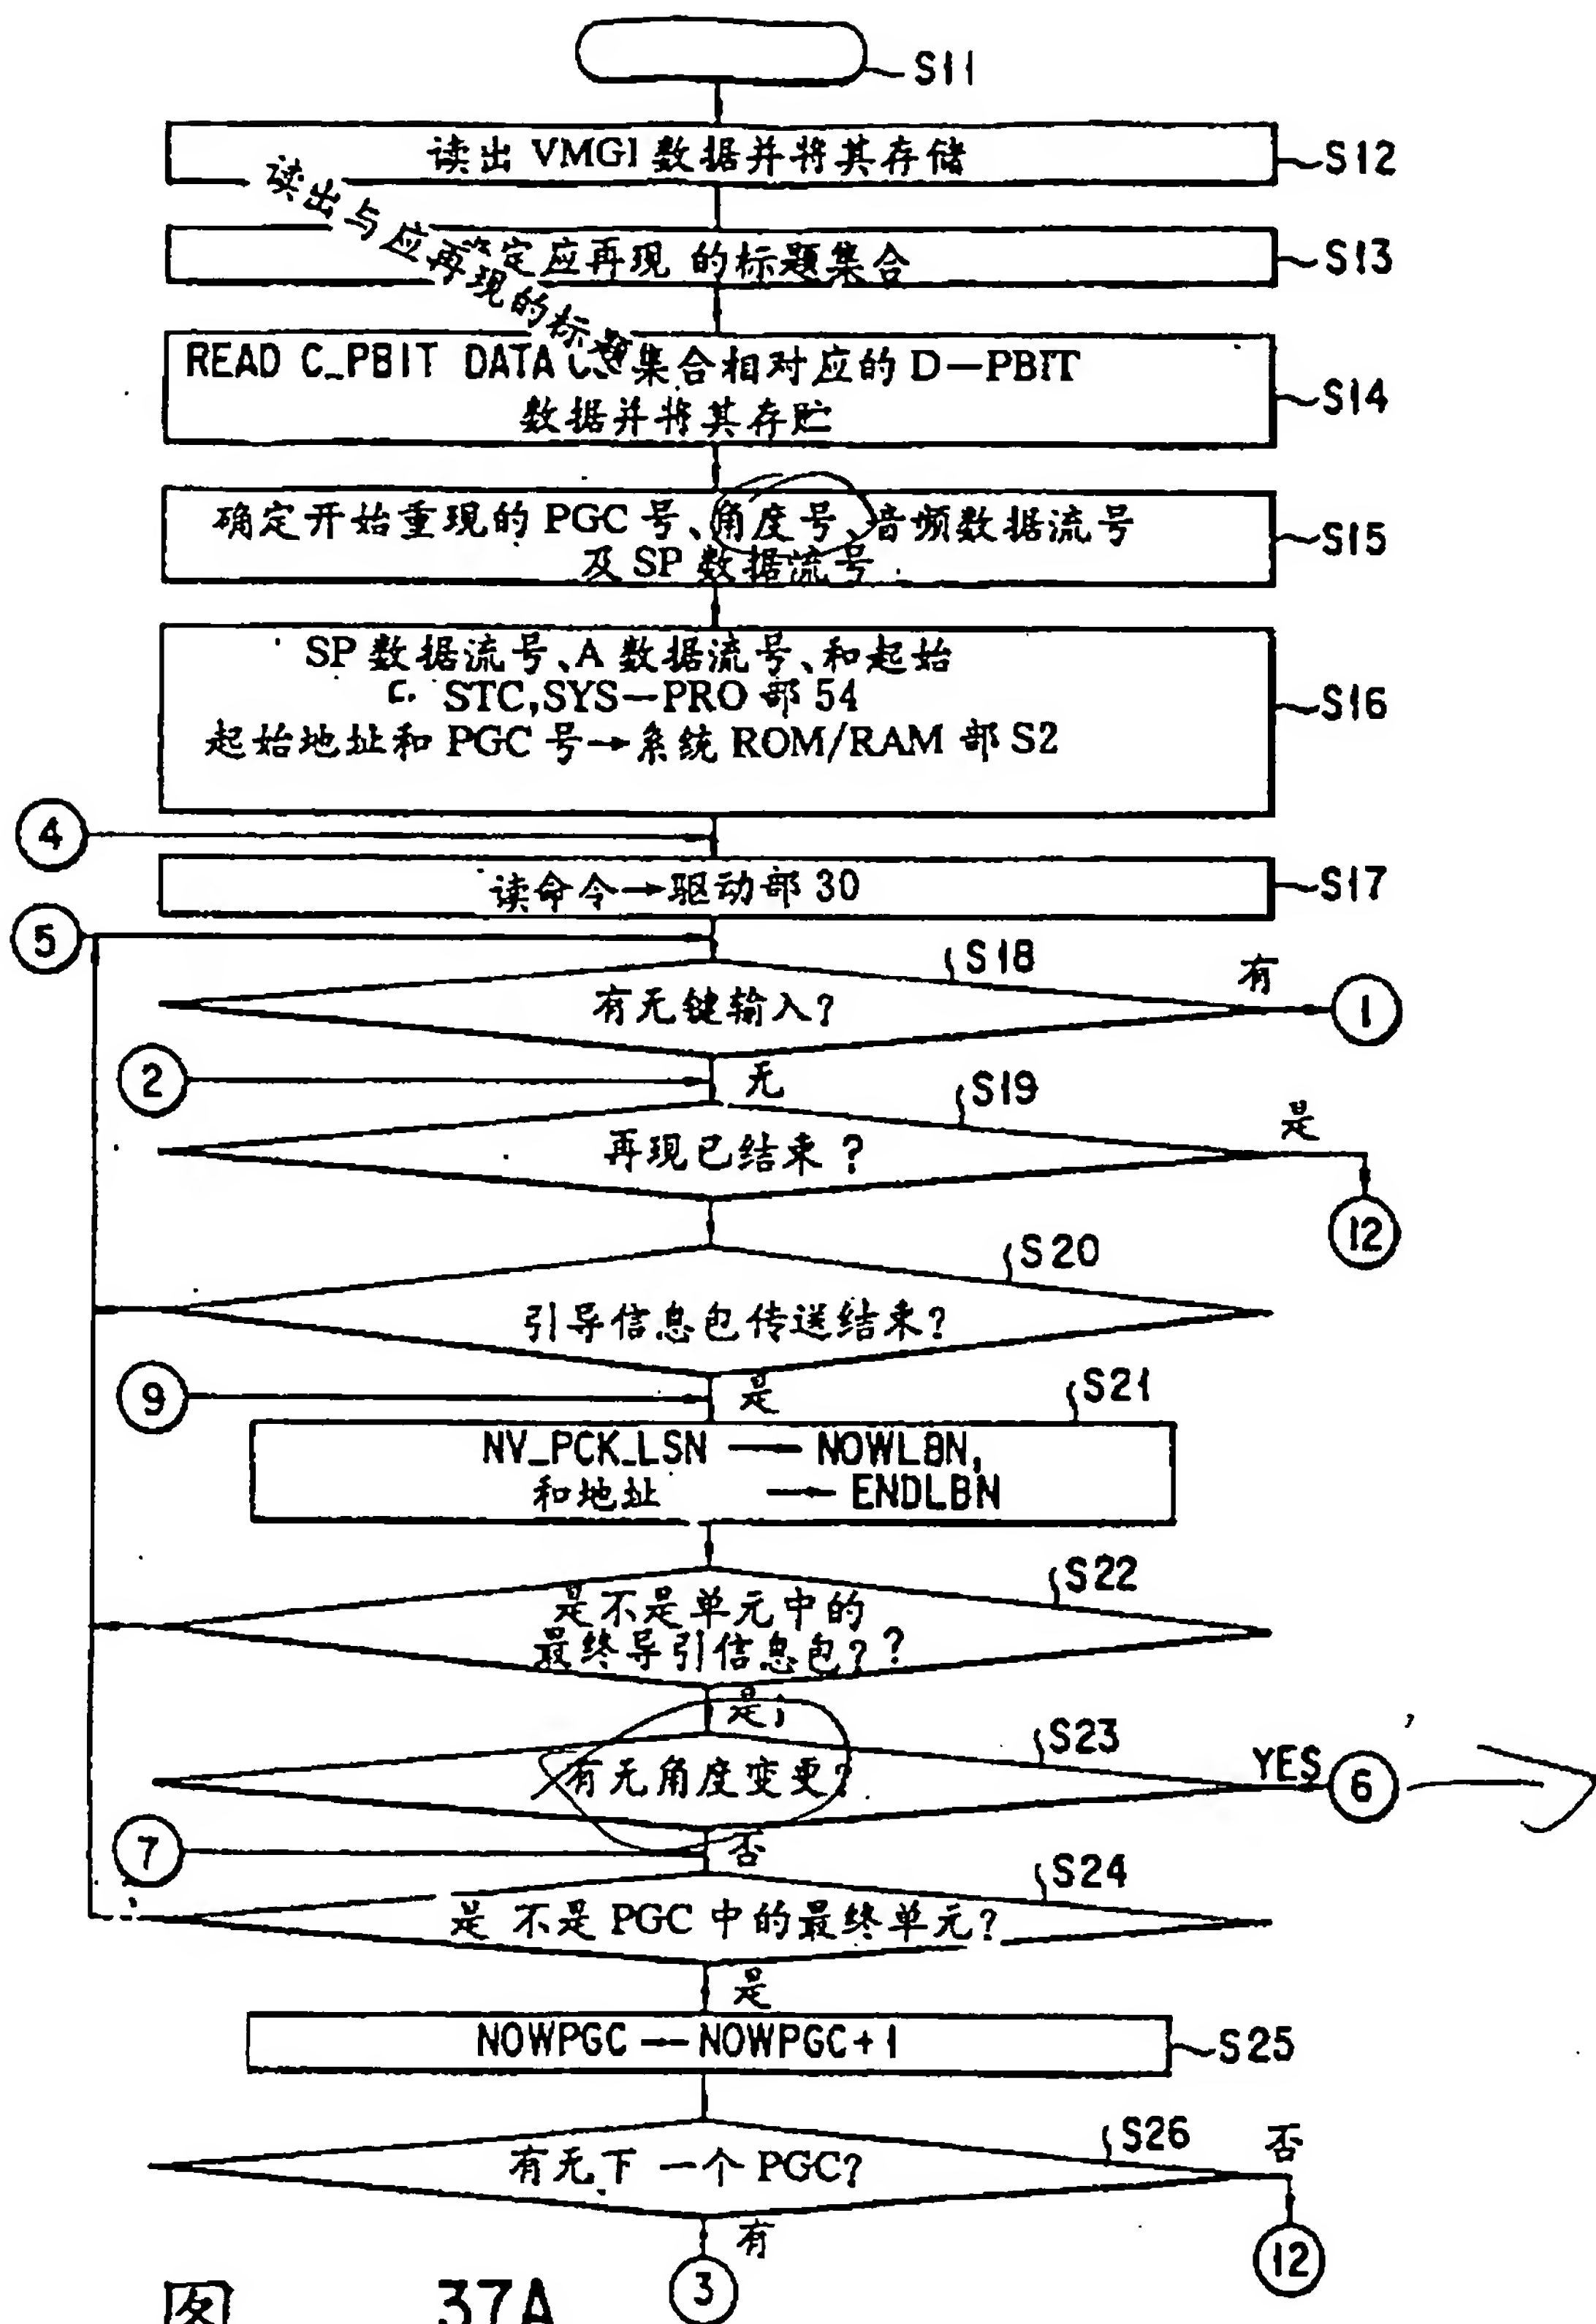 S11
读出 VMGI 数据并将其存储
S12
读出与应再现的标题
定应再现 的标题集合
S13
READ C_PBIT DATA
集合相对应的 D—PBIT
数据并将其存贮
S14
确定开始重现的 PGC 号、角度号、音频数据流号
及 SP 数据流号
S15
SP 数据流号、A 数据流号、和起始
STC,SYS—PRO 部 54
起始地址和 PGC 号→系统 ROM/RAM 部 S2
S16
4
读命令→驱动部 30
S17
5
S18
有无键输入?
有
1
2
无
S19
再现已结束 ?
是
12
S20
引导信息包传送结束?
9
是
S21
NV_PCK_LSN → NOWLBN,
和地址 → ENDLBN
S22
是不是单元中的
最终导引信息包? ?
是
S23
有无角度变更?
YES
6
7
否
S24
是 不是 PGC 中的最终单元?
是
NOWPGC — NOWPGC+1
S25
S26
有无下 一个 PGC?
否
12
有
3
图 37A